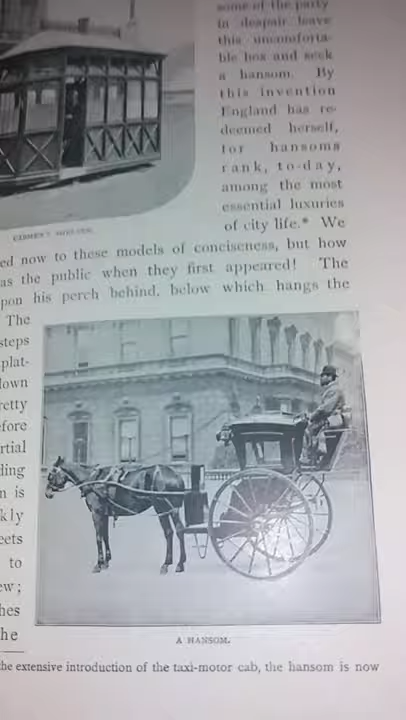 some of the party
in despair leave
this uncomforta-
ble box and seek
a hansom. By
this invention
England has re-
deemed herself,
for hansoms
rank, to-day,
among the most
essential luxuries
of city life.* We
CABMEN'S SHELTER.
ed now to these models of conciseness, but how
as the public when they first appeared! The
pon his perch behind, below which hangs the
The
steps
plat-
down
retty
efore
rtial
ding
n is
kly
eets
to
ew;
hes
he
A HANSOM.
the extensive introduction of the taxi-motor cab, the hansom is now